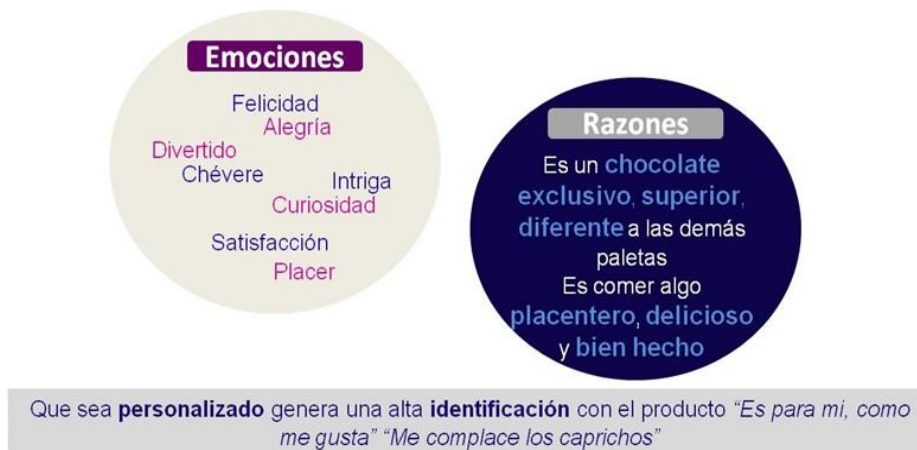 Emociones
Felicidad
Alegría
Divertido
Chévere
Intriga
Curiosidad
Satisfacción
Placer
Razones
Es un chocolate
exclusivo, superior,
diferente a las demás
paletas
Es comer algo
placentero, delicioso
y bien hecho
Que sea personalizado genera una alta identificación con el producto “Es para mi, como
me gusta” “Me complace los caprichos”